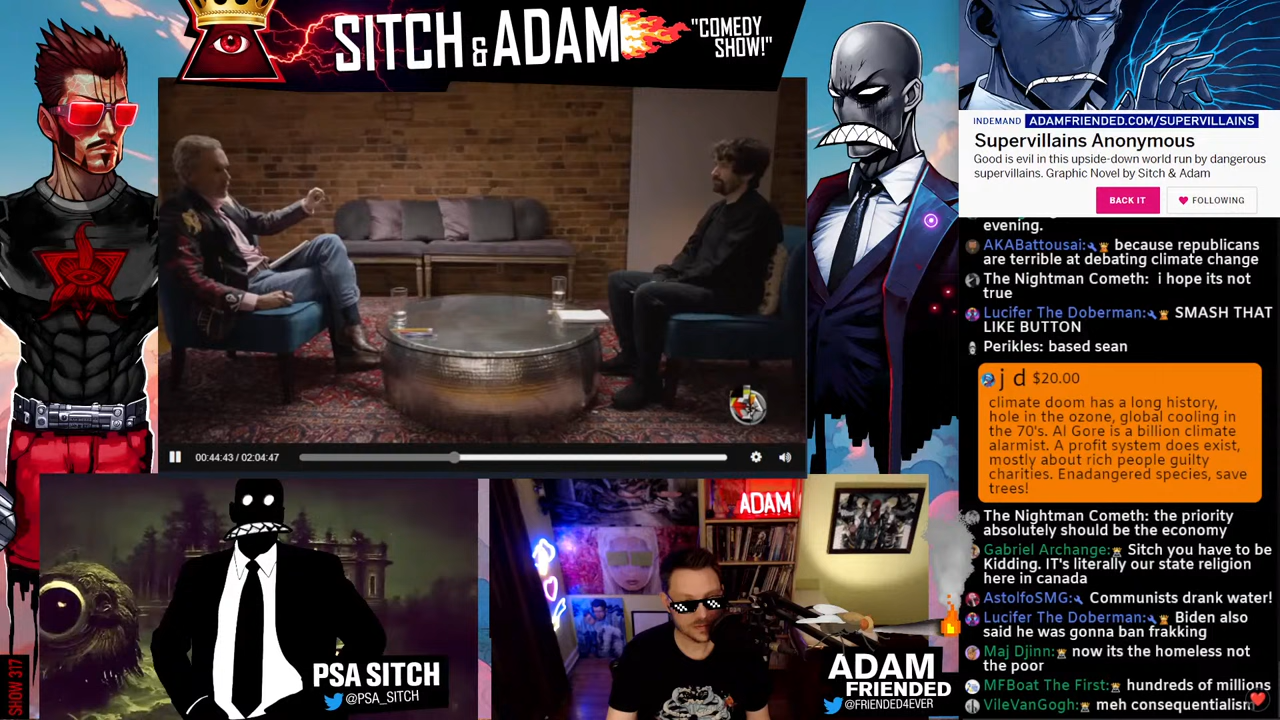 SITCH & ADAM
"COMEDY
SHOW!"
INDEMAND ADAMFRIENDED.COM/SUPERVILLAINS
Supervillains Anonymous
Good is evil in this upside-down world run by dangerous
supervillains. Graphic Novel by Sitch & Adam
BACK IT
FOLLOWING
evening.
AKABattousai: because republicans
are terrible at debating climate change
The Nightman Cometh: i hope its not
true
Lucifer The Doberman: SMASH THAT
LIKE BUTTON
Perikles: based sean
j d $20.00
climate doom has a long history,
hole in the ozone, global cooling in
the 70's. Al Gore is a billion climate
alarmist. A profit system does exist,
mostly about rich people guilty
charities. Enadangered species, save
trees!
The Nightman Cometh: the priority
absolutely should be the economy
Gabriel Archange: Sitch you have to be
Kidding. IT's literally our state religion
here in canada
AstolfoSMG: Communists drank water!
Lucifer The Doberman: Biden also
said he was gonna ban frakking
Maj Djinn: now its the homeless not
the poor
MFBoat The First: hundreds of millions
VileVanGogh: meh consequentialism
00:44:43 / 02:04:47
SHOW 317
PSA SITCH
@PSA_SITCH
ADAM
ADAM
FRIENDED
@FRIENDED4EVER